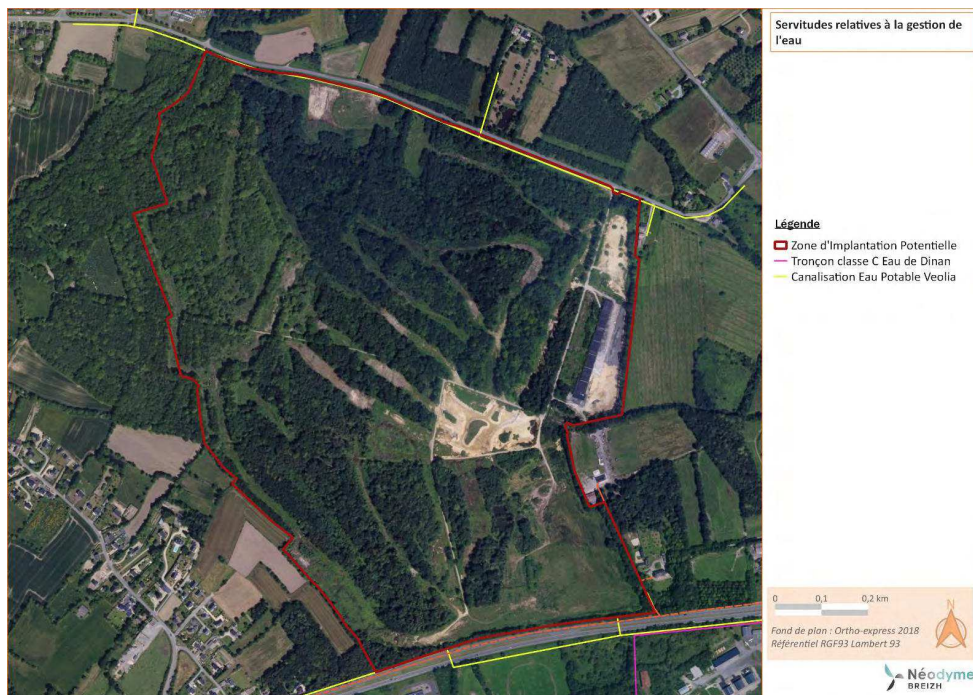 Servitudes relatives à la gestion de
l'eau
Légende
Zone d'Implantation Potentielle
Tronçon classe C Eau de Dinan
Canalisation Eau Potable Veolia
0 0,1 0,2 km
N
Fond de plan : Ortho-express 2018
Référentiel RGF93 Lambert 93
Néodyme
BREIZH